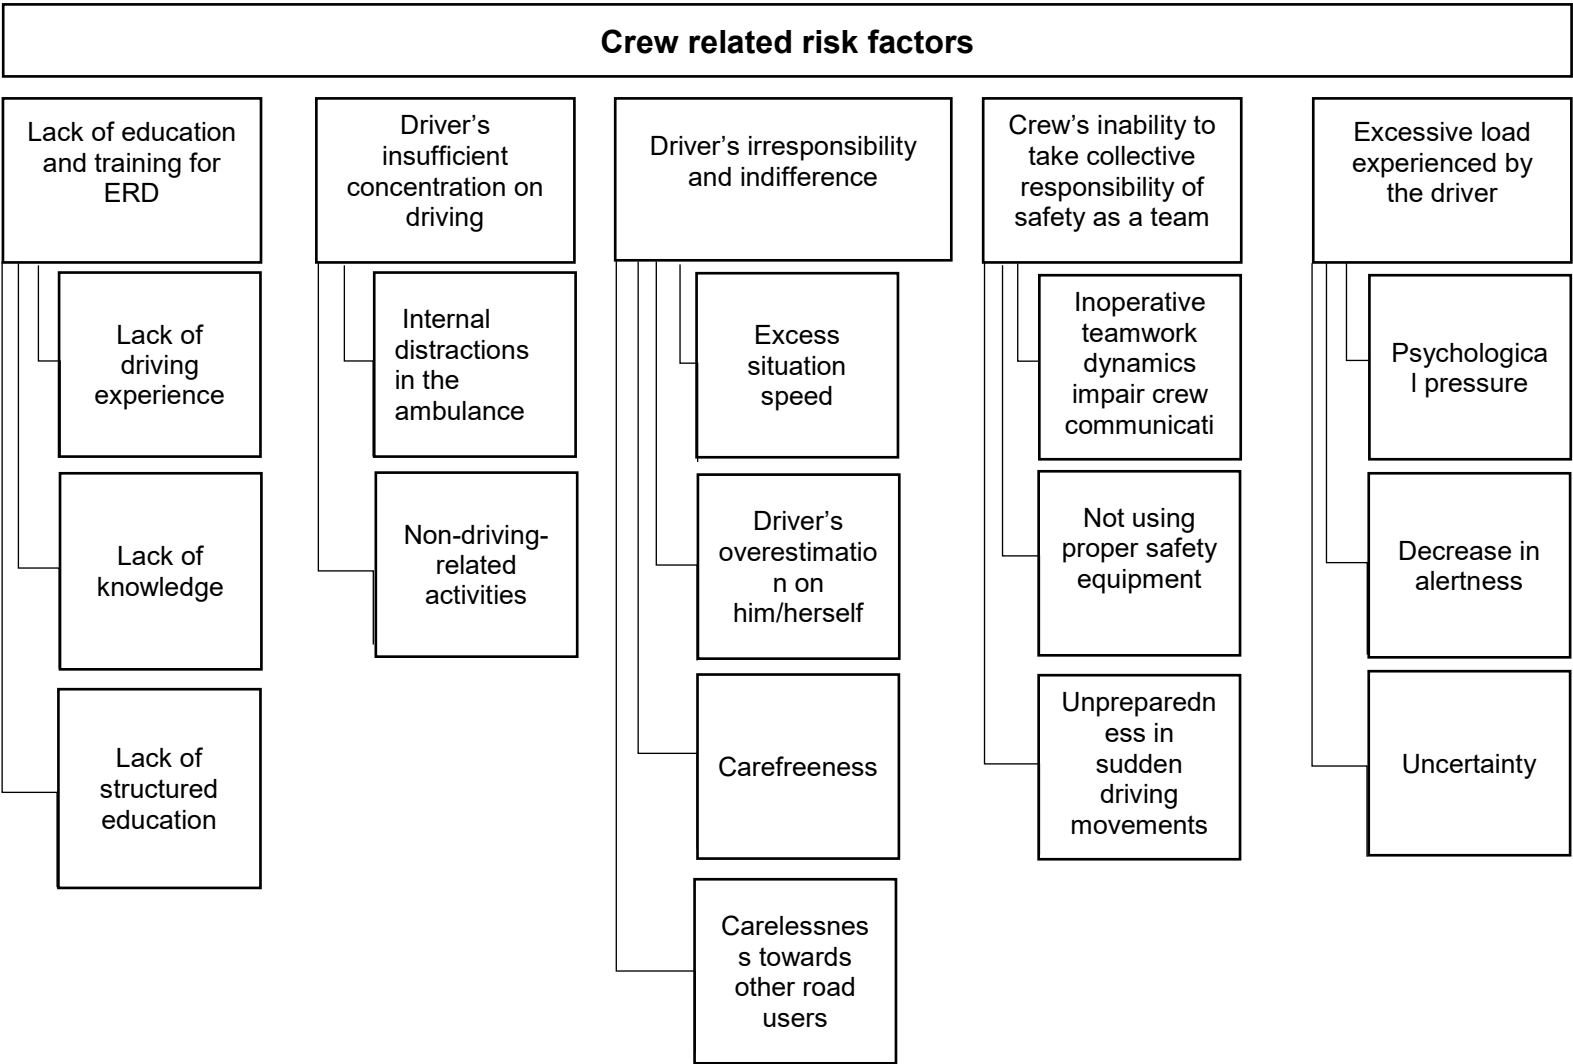 Crew related risk factors
Lack of education
and training for
ERD
Driver’s
insufficient
concentration on
driving
Driver’s irresponsibility
and indifference
Crew’s inability to
take collective
responsibility of
safety as a team
Excessive load
experienced by
the driver
Lack of
driving
experience
Lack of
knowledge
Lack of
structured
education
Internal
distractions
in the
ambulance
Non-driving-
related
activities
Excess
situation
speed
Driver’s
overestimatio
n on
him/herself
Carefreeness
Carelessnes
s towards
other road
users
Inoperative
teamwork
dynamics
impair crew
communicati
Not using
proper safety
equipment
Unpreparedn
ess in
sudden
driving
movements
Psychologica
l pressure
Decrease in
alertness
Uncertainty